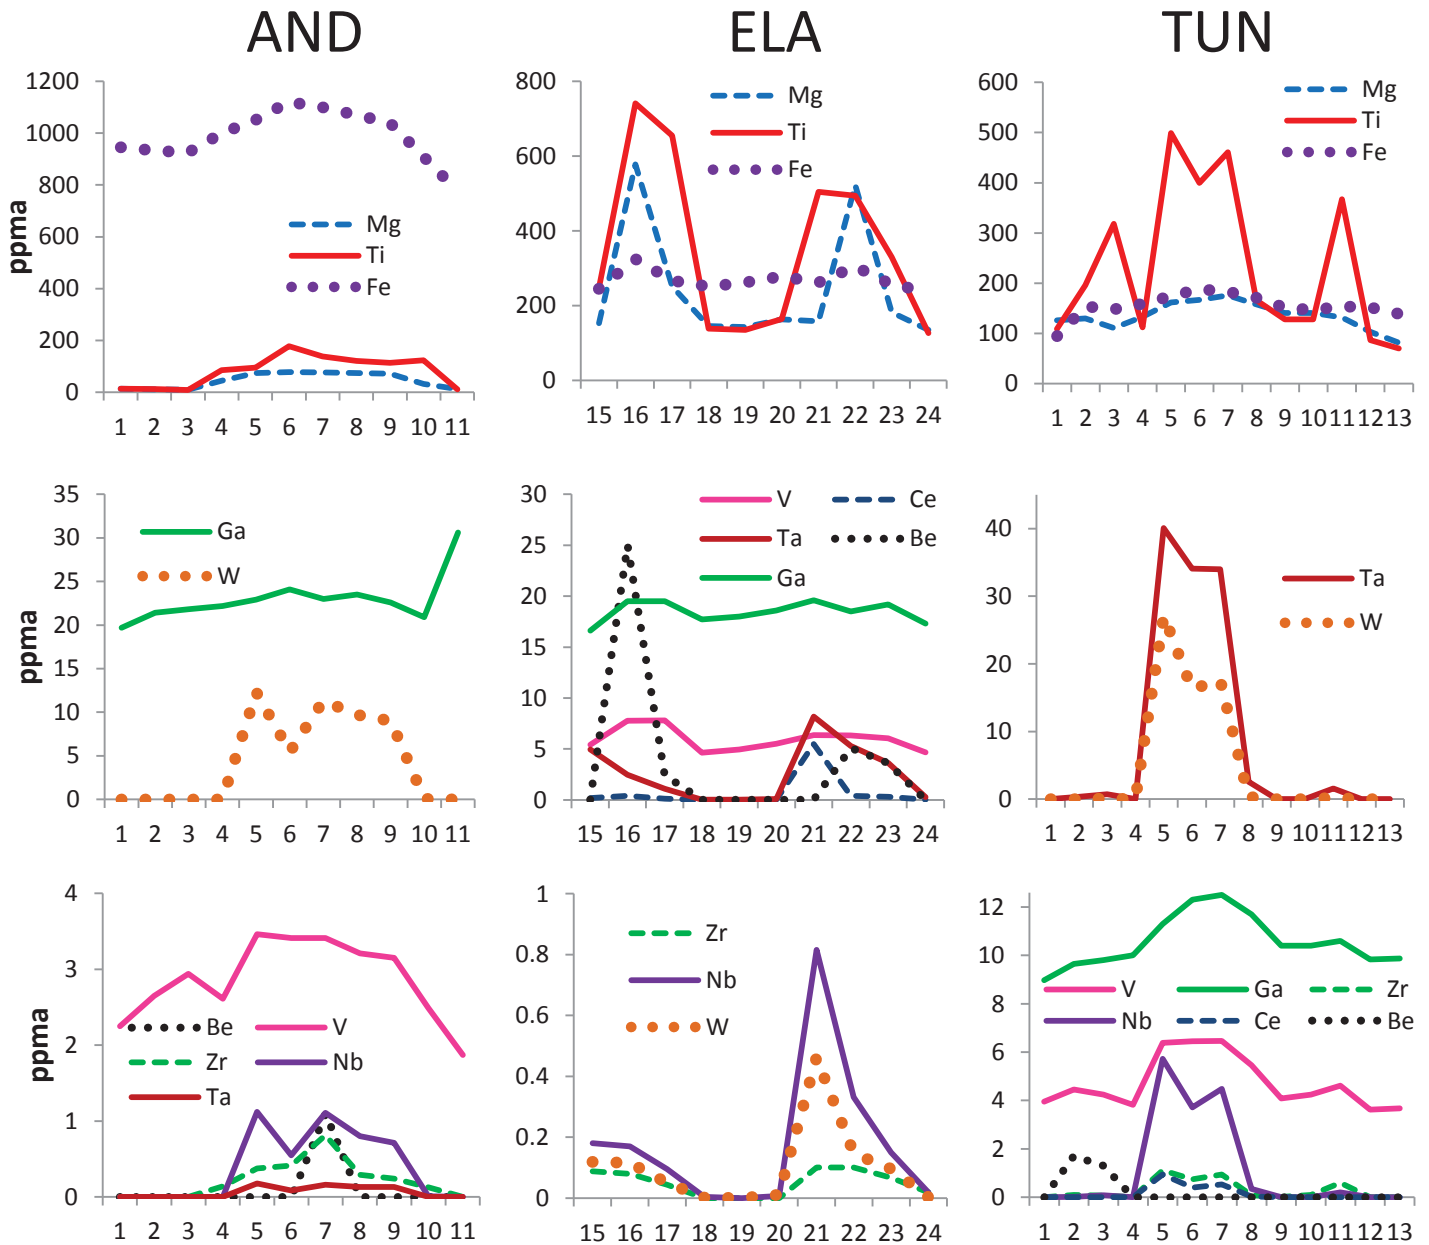 AND ELA TUN
1200
1000
800
600
400
200
0
ppma
Mg
Ti
Fe
1 2 3 4 5 6 7 8 9 10 11
800
600
400
200
0
Mg
Ti
Fe
15 16 17 18 19 20 21 22 23 24
600
500
400
300
200
100
0
Mg
Ti
Fe
1 2 3 4 5 6 7 8 9 10 11 12 13
35
30
25
20
15
10
5
0
ppma
Ga
W
1 2 3 4 5 6 7 8 9 10 11
30
25
20
15
10
5
0
V Ce
Ta Be
Ga
15 16 17 18 19 20 21 22 23 24
40
30
20
10
0
Ta
W
1 2 3 4 5 6 7 8 9 10 11 12 13
4
3
2
1
0
ppma
Be V
Zr Nb
Ta
1 2 3 4 5 6 7 8 9 10 11
1
0.8
0.6
0.4
0.2
0
Zr
Nb
W
15 16 17 18 19 20 21 22 23 24
12
10
8
6
4
2
0
V Ga Zr
Nb Ce Be
1 2 3 4 5 6 7 8 9 10 11 12 13